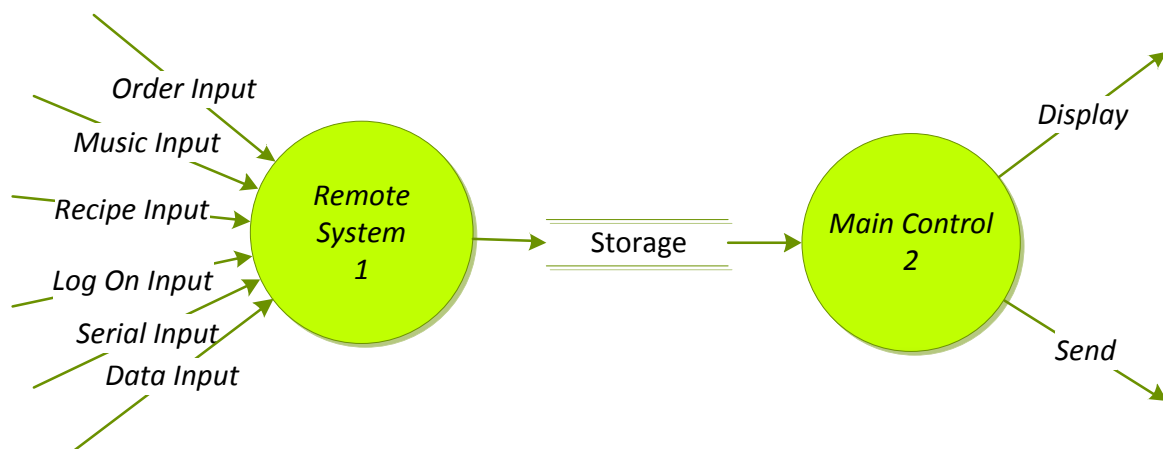 Order Input
Music Input
Recipe Input
Log On Input
Serial Input
Data Input
Remote
System
1
Storage
Main Control
2
Display
Send